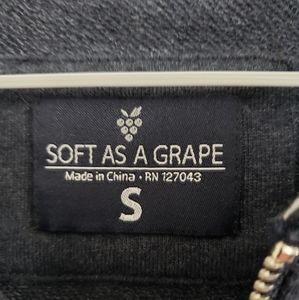 SOFT AS A GRAPE
Made in China · RN 127043
S